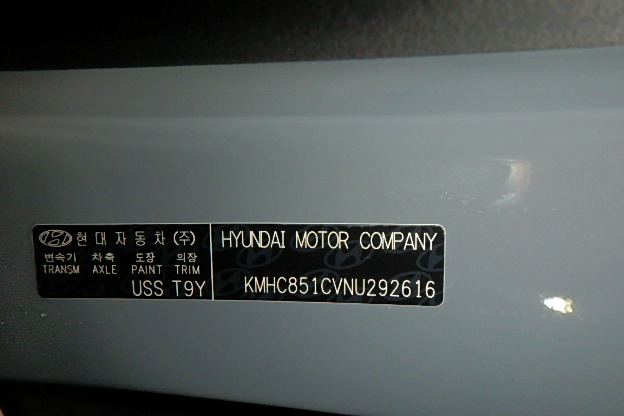 현대자동차(주)
변속기 차축 도장 의장
TRANSM AXLE PAINT TRIM
USS T9Y
HYUNDAI MOTOR COMPANY
KMHC851CVNU292616